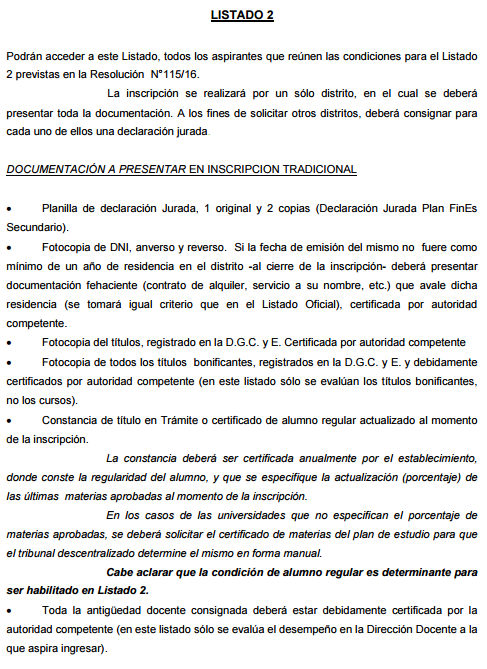 LISTADO 2
Podrán acceder a este Listado, todos los aspirantes que reúnen las condiciones para el Listado
2 previstas en la Resolución N°115/16.
La inscripción se realizará por un sólo distrito, en el cual se deberá
presentar toda la documentación. A los fines de solicitar otros distritos, deberá consignar para
cada uno de ellos una declaración jurada.
DOCUMENTACIÓN A PRESENTAR EN INSCRIPCION TRADICIONAL
• Planilla de declaración Jurada, 1 original y 2 copias (Declaración Jurada Plan FinEs
Secundario).
• Fotocopia de DNI, anverso y reverso. Si la fecha de emisión del mismo no fuere como
mínimo de un año de residencia en el distrito -al cierre de la inscripción- deberá presentar
documentación fehaciente (contrato de alquiler, servicio a su nombre, etc.) que avale dicha
residencia (se tomará igual criterio que en el Listado Oficial), certificada por autoridad
competente.
• Fotocopia del títulos, registrado en la D.G.C. y E. Certificada por autoridad competente
• Fotocopia de todos los títulos bonificantes, registrados en la D.G.C. y E. y debidamente
certificados por autoridad competente (en este listado sólo se evalúan los títulos bonificantes,
no los cursos).
• Constancia de título en Trámite o certificado de alumno regular actualizado al momento
de la inscripción.
La constancia deberá ser certificada anualmente por el establecimiento,
donde conste la regularidad del alumno, y que se especifique la actualización (porcentaje) de
las últimas materias aprobadas al momento de la inscripción.
En los casos de las universidades que no especifican el porcentaje de
materias aprobadas, se deberá solicitar el certificado de materias del plan de estudio para que
el tribunal descentralizado determine el mismo en forma manual.
Cabe aclarar que la condición de alumno regular es determinante para
ser habilitado en Listado 2.
• Toda la antigüedad docente consignada deberá estar debidamente certificada por la
autoridad competente (en este listado sólo se evalúa el desempeño en la Dirección Docente a la
que aspira ingresar).